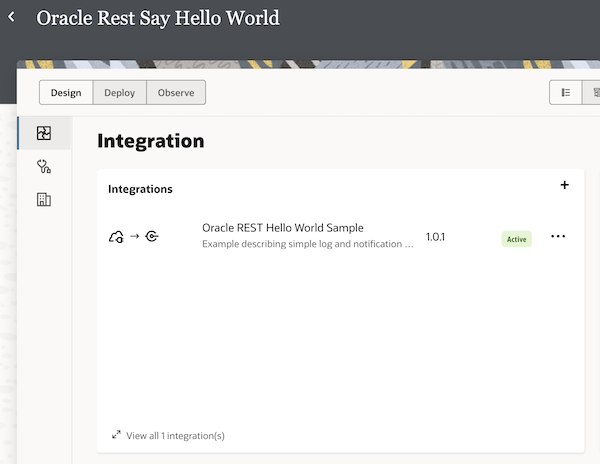 Oracle Rest Say Hello World
Design Deploy Observe
Integration
Integrations
Oracle REST Hello World Sample
Example describing simple log and notification ...
1.0.1
Active
View all 1 integration(s)